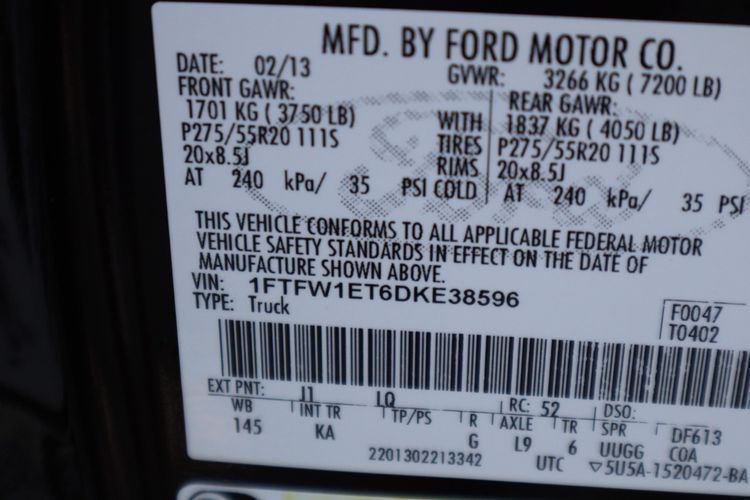 MFD. BY FORD MOTOR CO.
DATE: 02/13 GVWR: 3266 KG ( 7200 LB)
FRONT GAWR: REAR GAWR:
1701 KG ( 3750 LB) WITH 1837 KG ( 4050 LB)
P275/55R20 111S TIRES P275/55R20 111S
20x8.5J RIMS 20x8.5J
AT 240 kPa/ 35 PSI COLD AT 240 kPa/ 35 PSI
THIS VEHICLE CONFORMS TO ALL APPLICABLE FEDERAL MOTOR
VEHICLE SAFETY STANDARDS IN EFFECT ON THE DATE OF
MANUFACTURE SHOWN ABOVE.
VIN: 1FTFW1ET6DKE38596
TYPE: Truck F0047
T0402
EXT PNT: J1 LQ RC: 52 DSO:
WB INT TR TP/PS R AXLE TR SPR DF613
145 KA G L9 6 UUGG COA
2201302213342 UTC ▽5U5A-1520472-BA